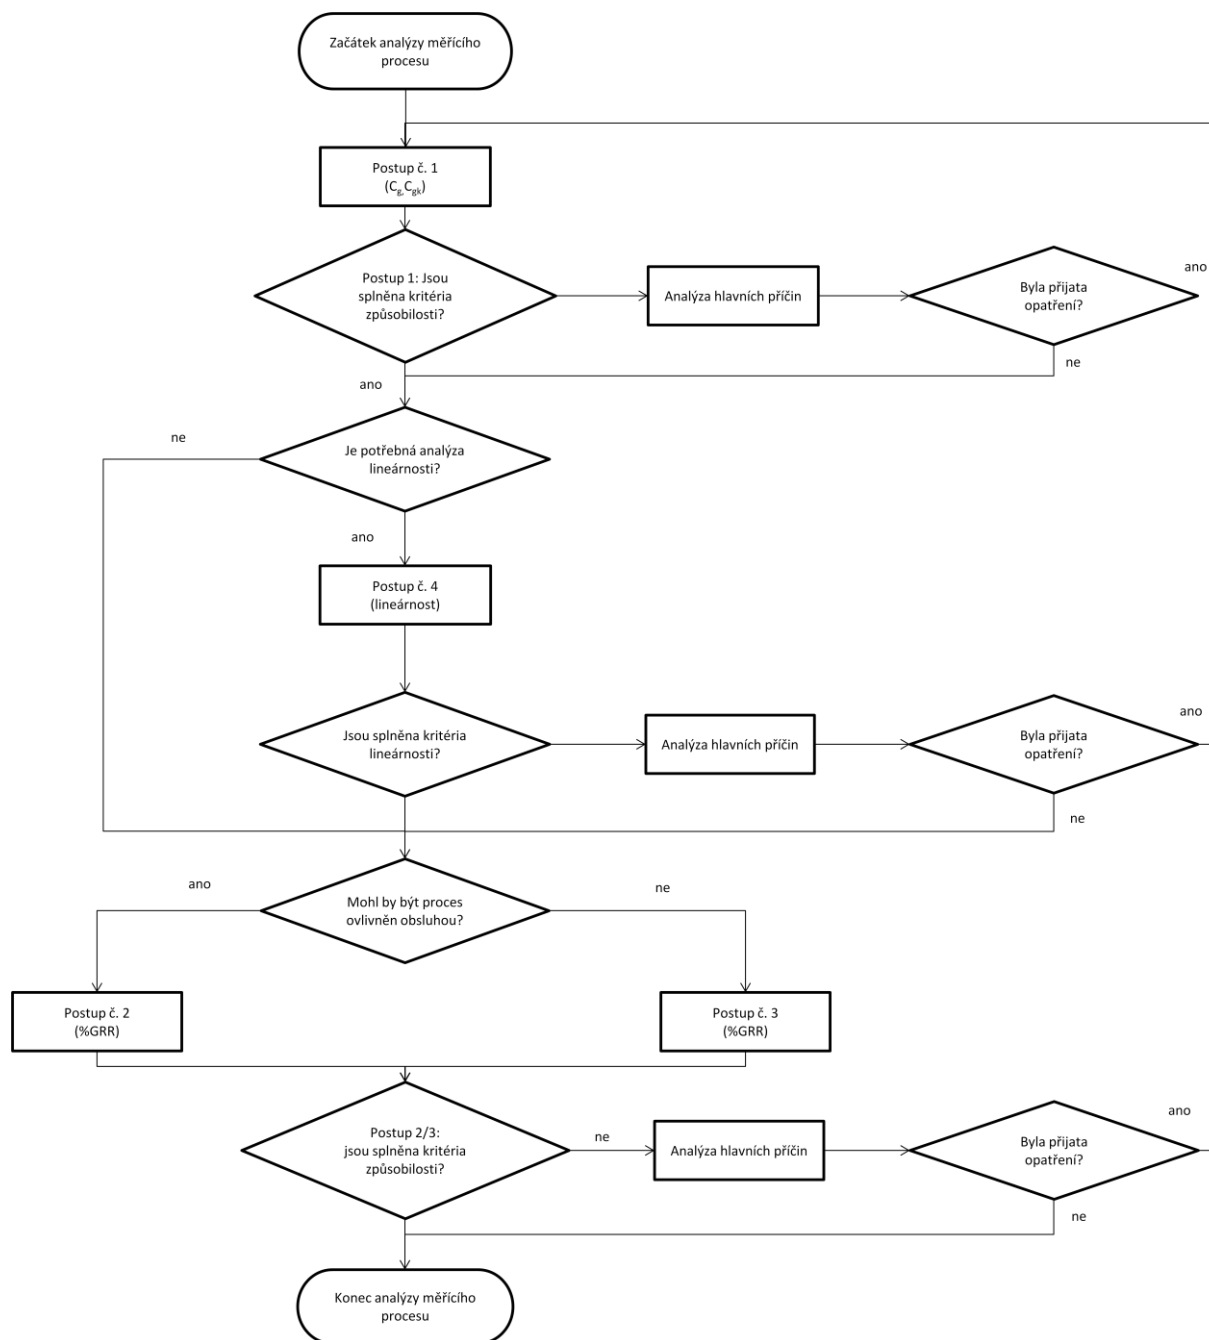 Začátek analýzy měřícího
procesu
Postup č. 1
(Cg,Cgk)
Postup 1: Jsou
splněna kritéria
způsobilosti?
Analýza hlavních příčin
Byla přijata
opatření?
ano
ne
ano
Je potřebná analýza
lineárnosti?
ne
ano
Postup č. 4
(lineárnost)
Jsou splněna kritéria
lineárnosti?
Analýza hlavních příčin
Byla přijata
opatření?
ano
ne
Mohl by být proces
ovlivněn obsluhou?
ano
ne
Postup č. 2
(%GRR)
Postup č. 3
(%GRR)
Postup 2/3:
jsou splněna kritéria
způsobilosti?
ne
Analýza hlavních příčin
Byla přijata
opatření?
ano
ne
Konec analýzy měřícího
procesu